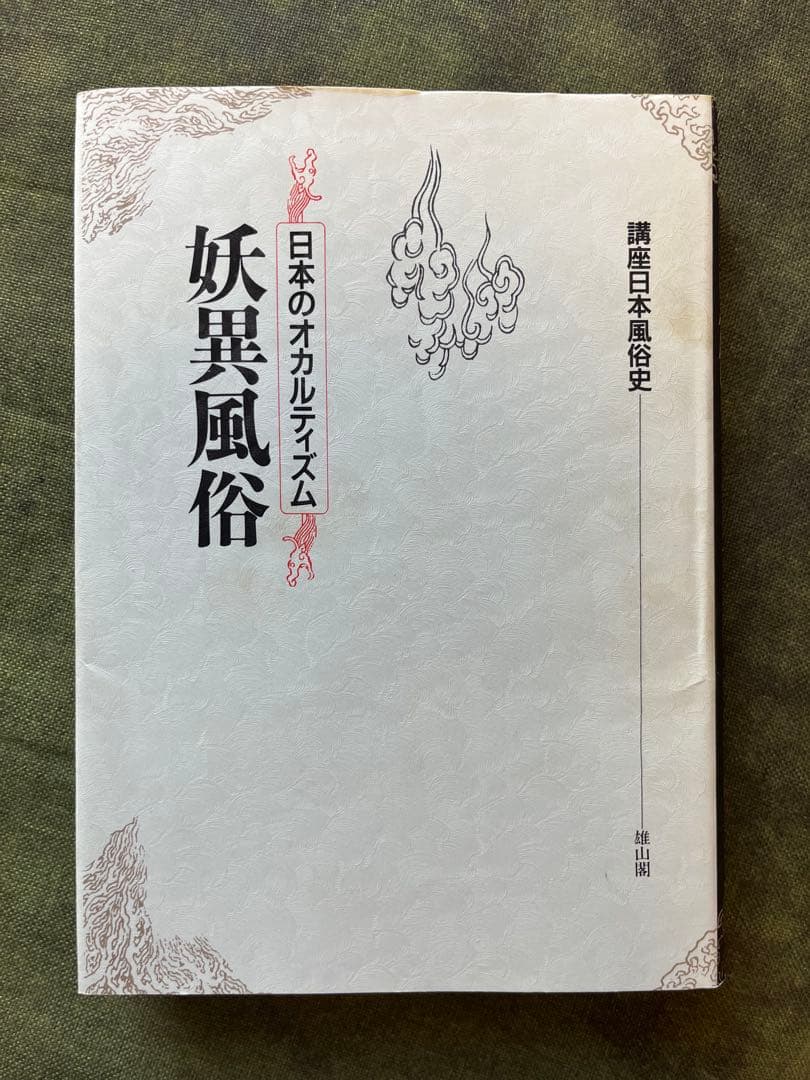 講座日本風俗史
雄山閣
日本のオカルティズム
妖異風俗